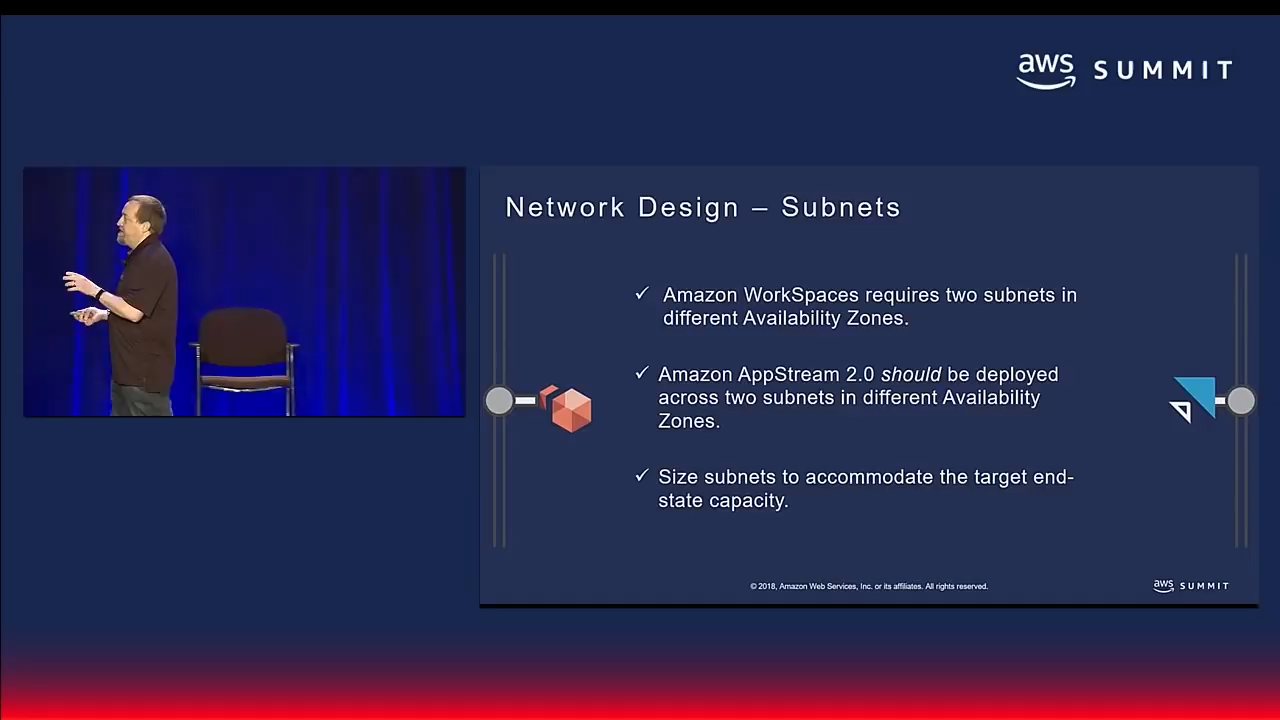 aws SUMMIT
Network Design – Subnets
✓ Amazon WorkSpaces requires two subnets in
different Availability Zones.
✓ Amazon AppStream 2.0 should be deployed
across two subnets in different Availability
Zones.
✓ Size subnets to accommodate the target end-
state capacity.
© 2018, Amazon Web Services, Inc. or its affiliates. All rights reserved.
aws SUMMIT